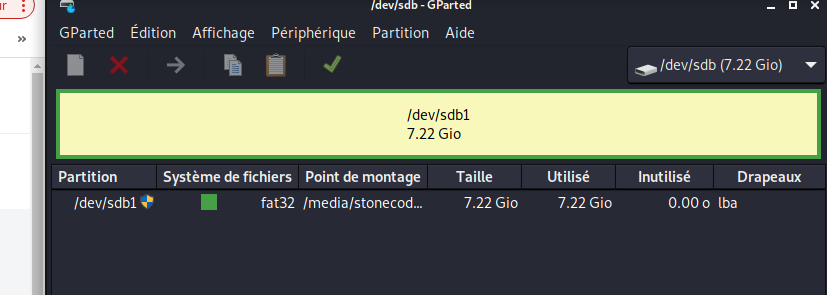 /dev/sdb - GParted
»
GParted Édition Affichage Périphérique Partition Aide
/dev/sdb (7.22 Gio)
/dev/sdb1
7.22 Gio
Partition Système de fichiers Point de montage Taille Utilisé Inutilisé Drapeaux
/dev/sdb1 fat32 /media/stonecod... 7.22 Gio 7.22 Gio 0.00 o lba